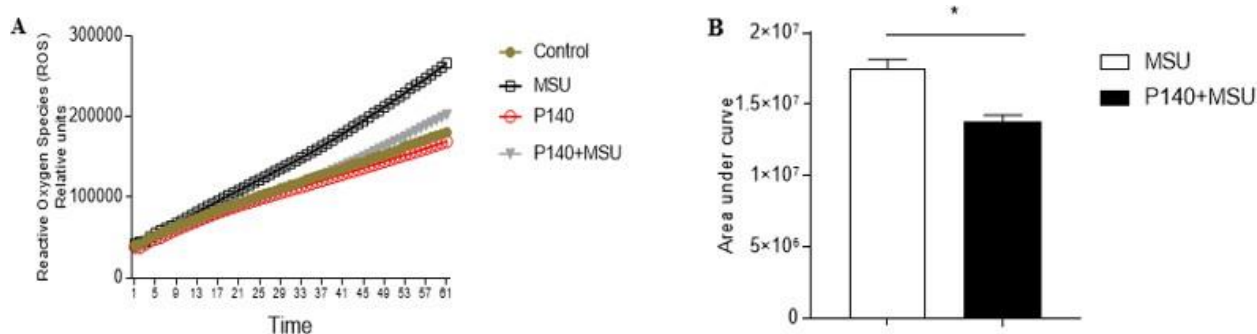 A
Reactive Oxygen Species (ROS)
Relative units
300000
200000
100000
0
1 5 9 13 17 21 25 29 33 37 41 45 49 53 57 61
Time
Control
MSU
P140
P140+MSU
B
*
Area under curve
2×10⁷
1.5×10⁷
1×10⁷
5×10⁶
0
MSU
P140+MSU